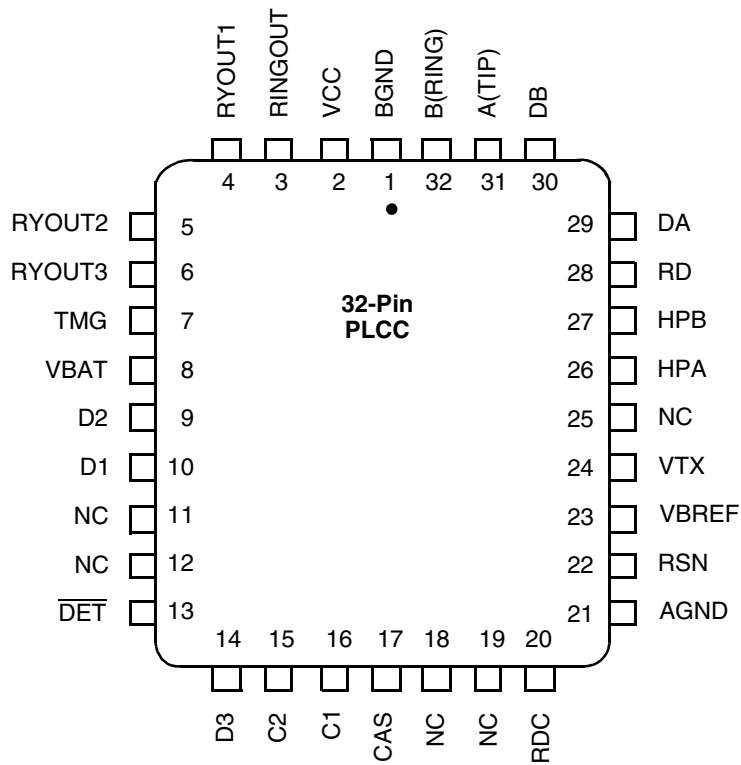 RYOUT1
RINGOUT
VCC
BGND
B(RING)
A(TIP)
DB
4 3 2 1 32 31 30
RYOUT2 5 29 DA
RYOUT3 6 28 RD
32-Pin
PLCC
TMG 7 27 HPB
VBAT 8 26 HPA
D2 9 25 NC
D1 10 24 VTX
NC 11 23 VBREF
NC 12 22 RSN
DET 13 21 AGND
14 15 16 17 18 19 20
D3
C2
C1
CAS
NC
NC
RDC